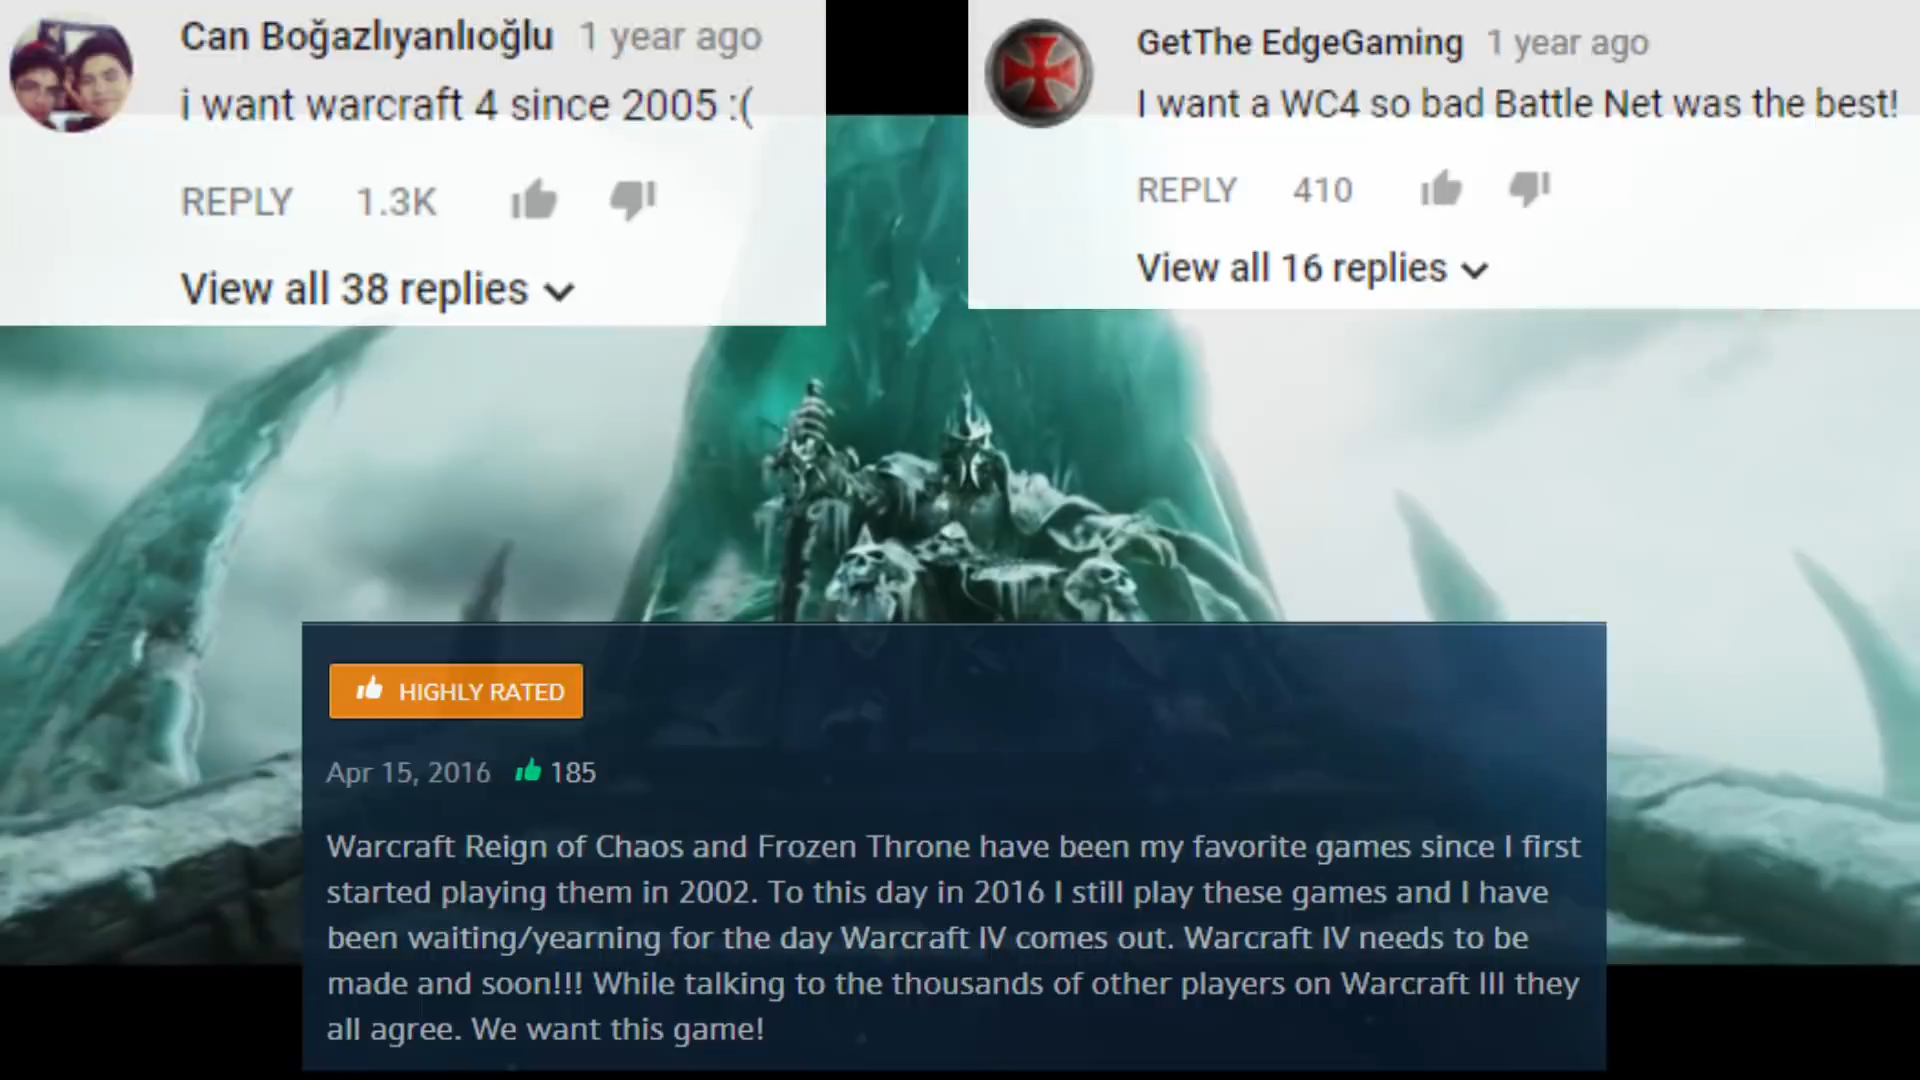 Can Boğazlıyanlıoğlu 1 year ago
i want warcraft 4 since 2005 :(
REPLY 1.3K
View all 38 replies
GetThe EdgeGaming 1 year ago
I want a WC4 so bad Battle Net was the best!
REPLY 410
View all 16 replies
HIGHLY RATED
Apr 15, 2016 185
Warcraft Reign of Chaos and Frozen Throne have been my favorite games since I first
started playing them in 2002. To this day in 2016 I still play these games and I have
been waiting/yearning for the day Warcraft IV comes out. Warcraft IV needs to be
made and soon!!! While talking to the thousands of other players on Warcraft III they
all agree. We want this game!